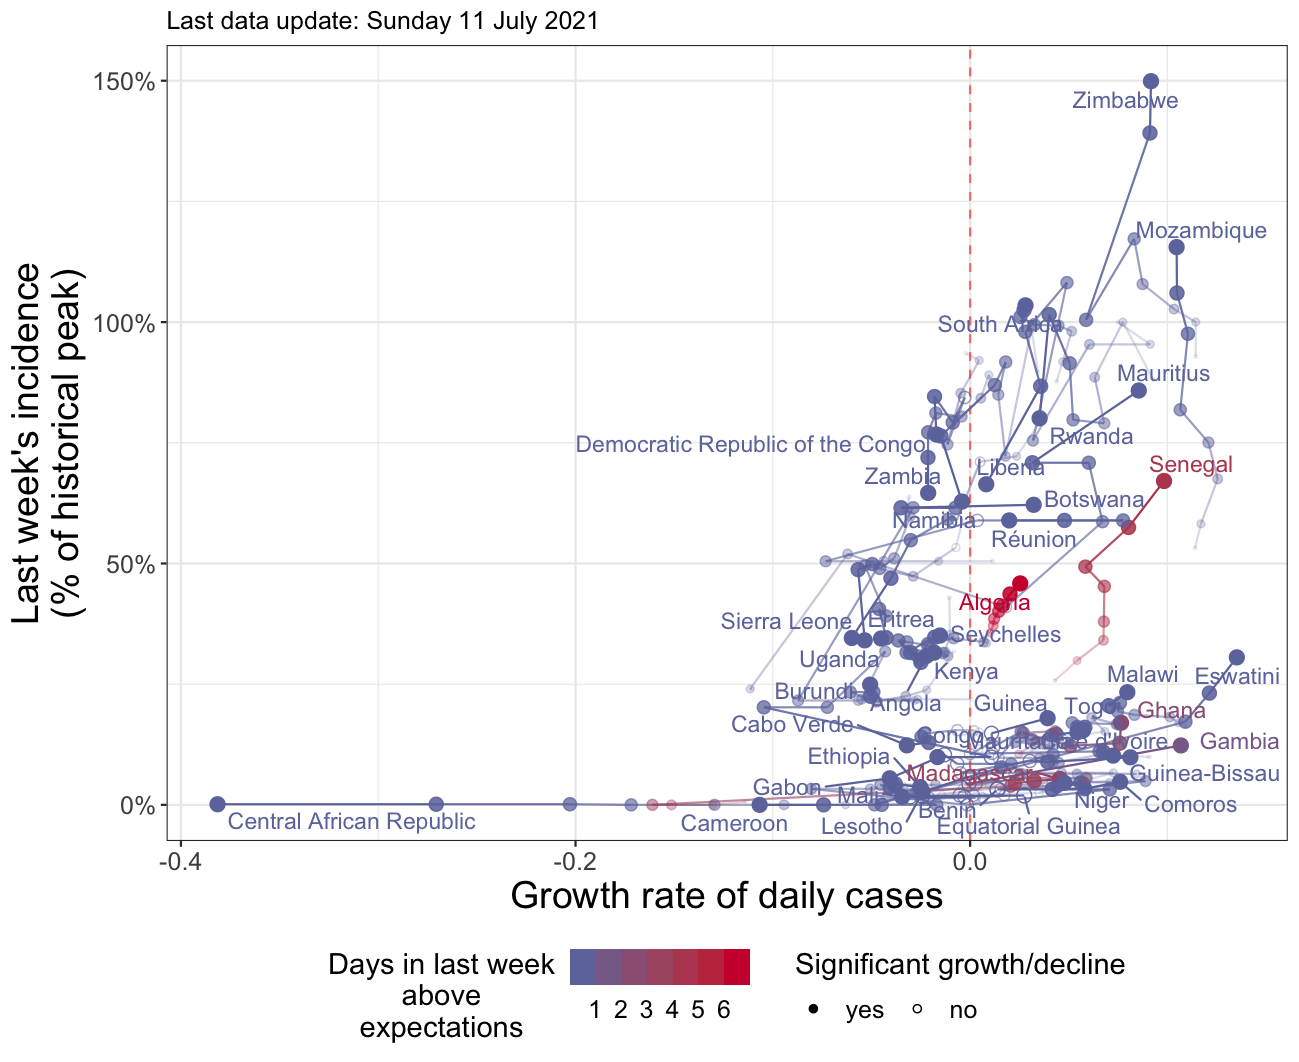 Last data update: Sunday 11 July 2021
Last week's incidence
(% of historical peak)
150%
100%
50%
0%
Zimbabwe
Mozambique
South Africa
Mauritius
Rwanda
Democratic Republic of the Congo
Senegal
Liberia
Zambia
Botswana
Namibia
Réunion
Algeria
Sierra Leone
Eritrea
Seychelles
Uganda
Kenya
Malawi
Eswatini
Burundi
Angola
Guinea
Togo
Ghana
Cabo Verde
Congo
Mauritania
d'Ivoire
Gambia
Ethiopia
Madagascar
Guinea-Bissau
Gabon
Mali
Benin
Niger
Comoros
Central African Republic
Cameroon
Lesotho
Equatorial Guinea
-0.4
-0.2
0.0
Growth rate of daily cases
Days in last week
above
expectations
1 2 3 4 5 6
Significant growth/decline
yes
no